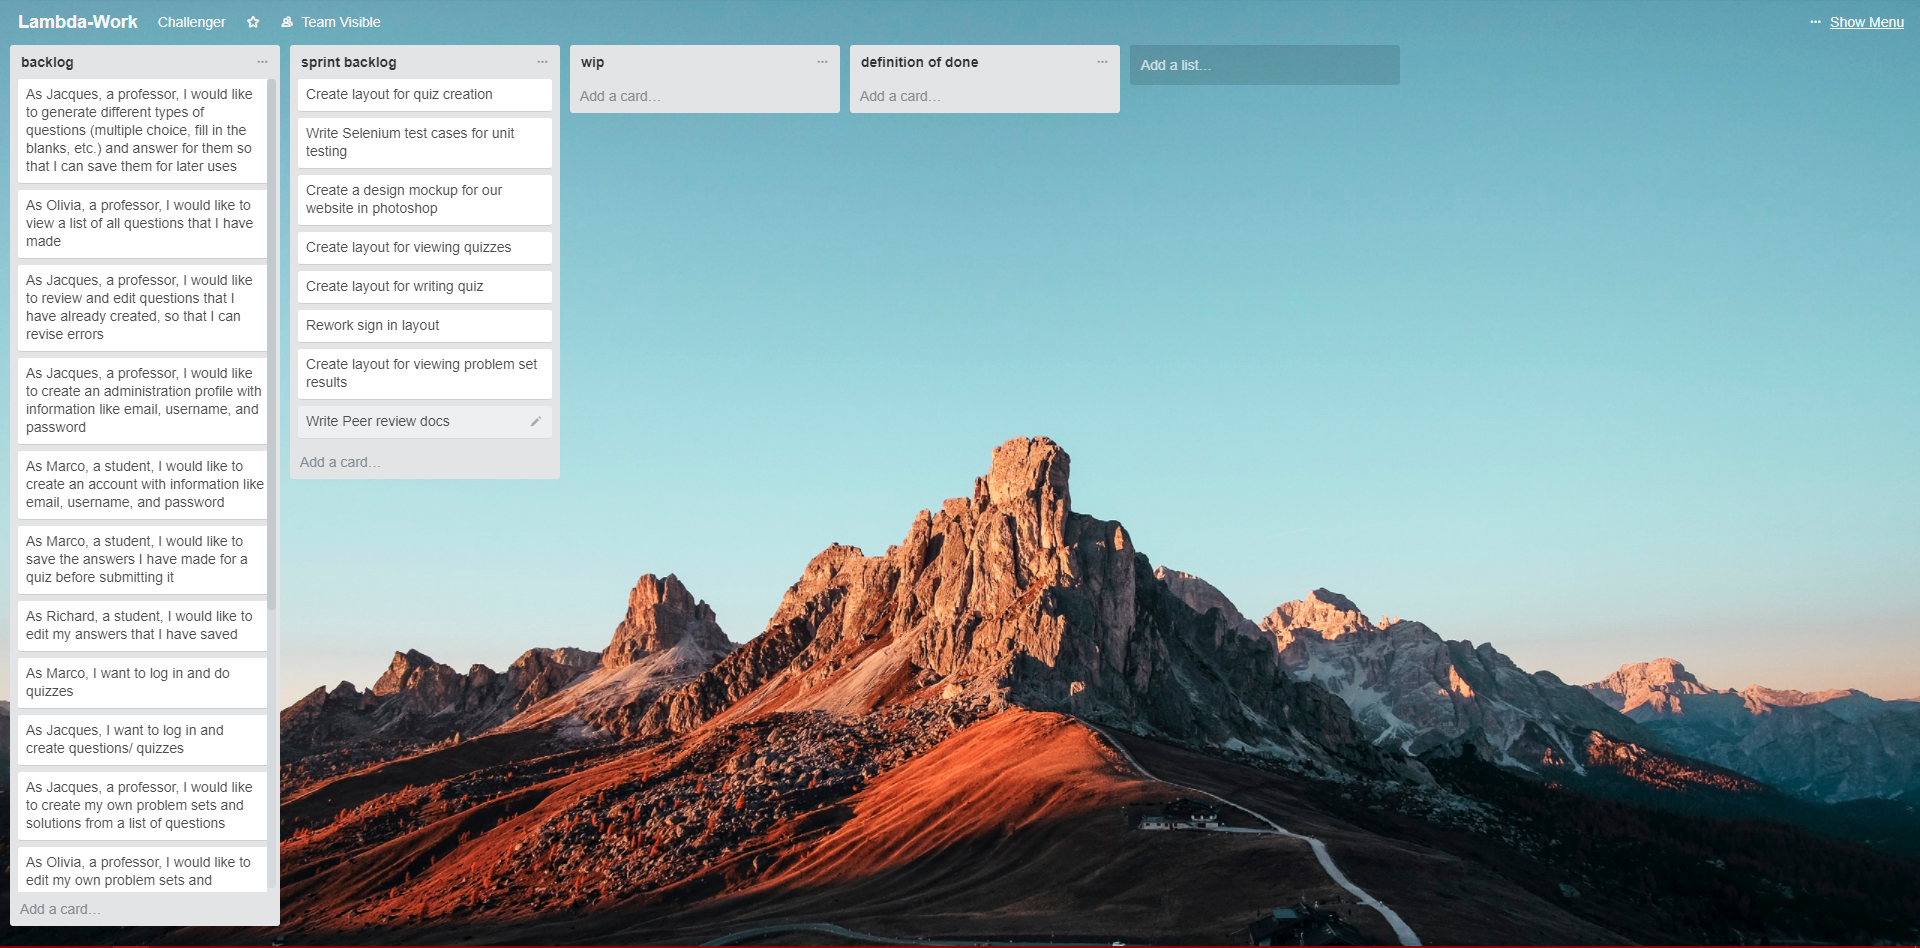 Lambda-Work Challenger Team Visible Show Menu
backlog
As Jacques, a professor, I would like
to generate different types of
questions (multiple choice, fill in the
blanks, etc.) and answer for them so
that I can save them for later uses
As Olivia, a professor, I would like to
view a list of all questions that I have
made
As Jacques, a professor, I would like
to review and edit questions that I
have already created, so that I can
revise errors
As Jacques, a professor, I would like
to create an administration profile with
information like email, username, and
password
As Marco, a student, I would like to
create an account with information like
email, username, and password
As Marco, a student, I would like to
save the answers I have made for a
quiz before submitting it
As Richard, a student, I would like to
edit my answers that I have saved
As Marco, I want to log in and do
quizzes
As Jacques, I want to log in and
create questions/ quizzes
As Jacques, a professor, I would like
to create my own problem sets and
solutions from a list of questions
As Olivia, a professor, I would like to
edit my own problem sets and
Add a card…
sprint backlog
Create layout for quiz creation
Write Selenium test cases for unit
testing
Create a design mockup for our
website in photoshop
Create layout for viewing quizzes
Create layout for writing quiz
Rework sign in layout
Create layout for viewing problem set
results
Write Peer review docs
Add a card…
wip
Add a card…
definition of done
Add a card…
Add a list…